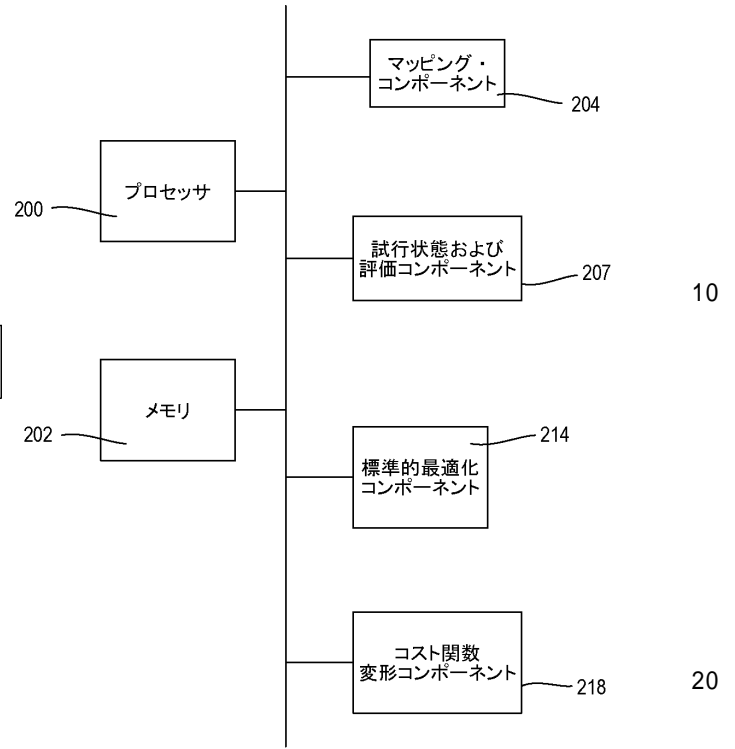 マッピング・
コンポーネント
204
プロセッサ
200
試行状態および
評価コンポーネント
207
10
メモリ
202
214
標準的最適化
コンポーネント
コスト関数
変形コンポーネント
218
20